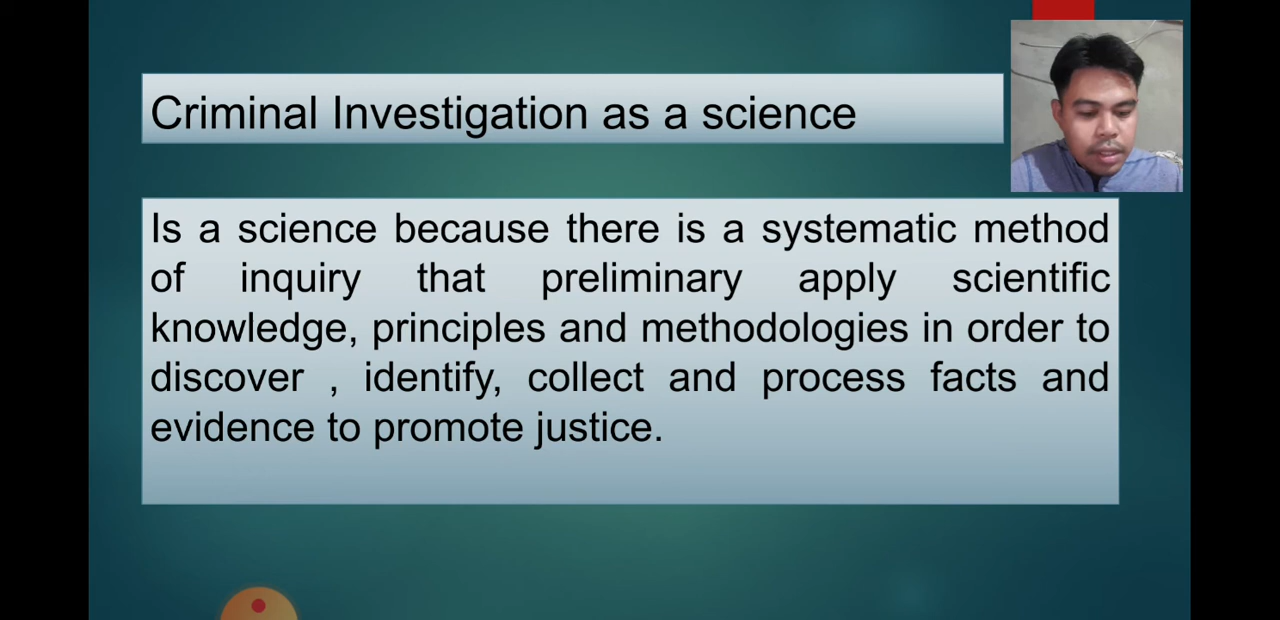 Criminal Investigation as a science
Is a science because there is a systematic method
of inquiry that preliminary apply scientific
knowledge, principles and methodologies in order to
discover , identify, collect and process facts and
evidence to promote justice.